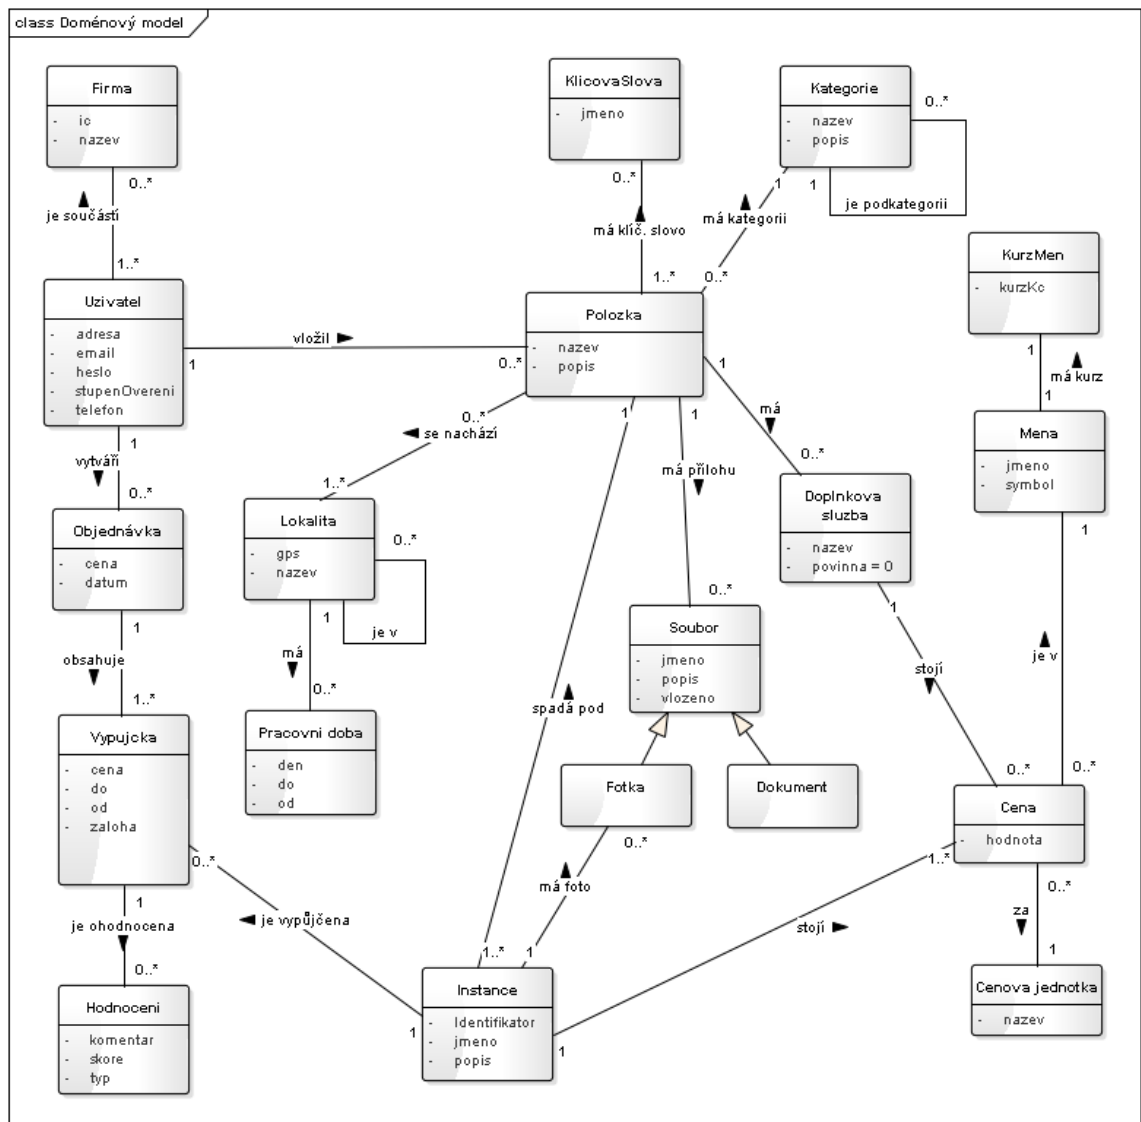 class Doménový model
Firma
- ic
- nazev
KlicovaSlova
- jmeno
Kategorie
- nazev
- popis
0..*
1
je podkategorii
0..*
je součástí
1..*
0..*
má klíč. slovo
1..*
1
má kategorii
0..*
KurzMen
- kurzKc
1
má kurz
1
Uzivatel
- adresa
- email
- heslo
- stupenOvereni
- telefon
1
vložil
0..*
Polozka
- nazev
- popis
1
vytváří
0..*
0..*
se nachází
1..*
1
1
má přílohu
0..*
1
má
0..*
Mena
- jmeno
- symbol
1
je v
0..*
Objednávka
- cena
- datum
1
obsahuje
1..*
Lokalita
- gps
- nazev
0..*
1
je v
má
0..*
Doplnkova
sluzba
- nazev
- povinna = 0
1
stojí
0..*
Soubor
- jmeno
- popis
- vlozeno
spadá pod
1..*
Vypujcka
- cena
- do
- od
- zaloha
0..*
Pracovni doba
- den
- do
- od
Fotka
0..*
Dokument
má foto
1
Cena
- hodnota
1..*
0..*
za
1
1
je ohodnocena
0..*
je vypůjčena
1
stojí
1
Hodnoceni
- komentar
- skore
- typ
Instance
- Identifikator
- jmeno
- popis
Cenova jednotka
- nazev